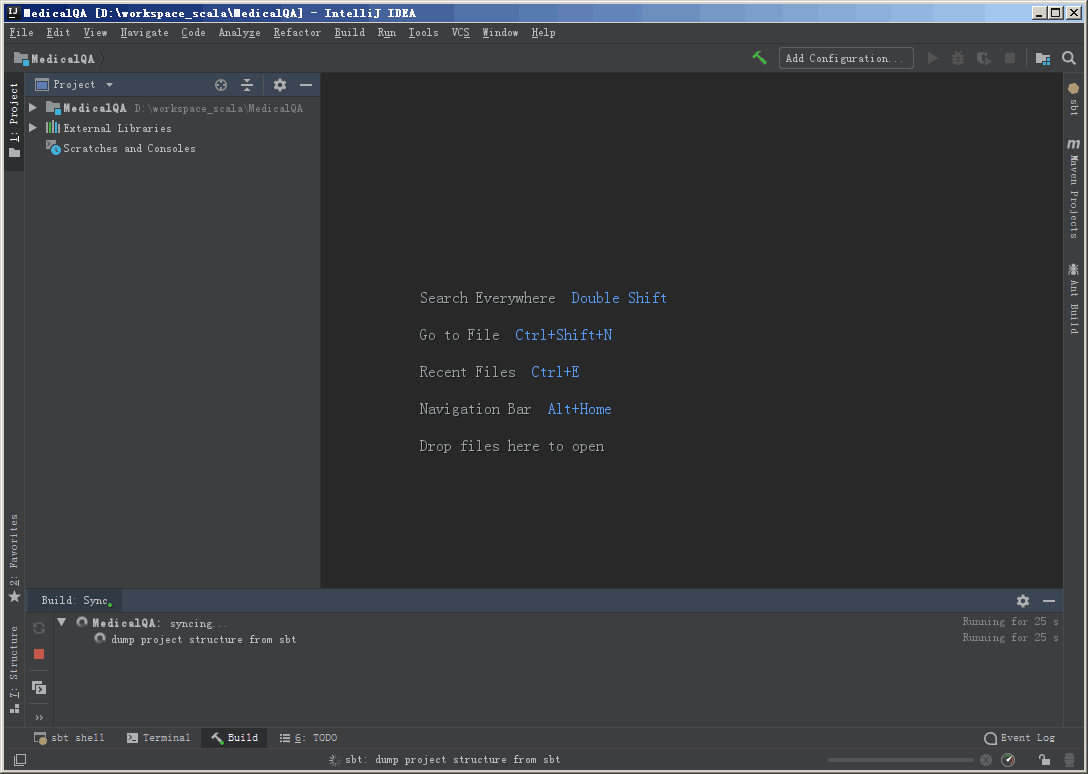 MedicalQA [D:\workspace_scala\MedicalQA] - IntelliJ IDEA
File Edit View Navigate Code Analyze Refactor Build Run Tools VCS Window Help
MedicalQA
Add Configuration...
1: Project
Project
MedicalQA D:\workspace_scala\MedicalQA
External Libraries
Scratches and Consoles
Search Everywhere Double Shift
Go to File Ctrl+Shift+N
Recent Files Ctrl+E
Navigation Bar Alt+Home
Drop files here to open
sbt
m Maven Projects
Ant Build
2: Favorites
7: Structure
Build: Sync
MedicalQA: syncing... Running for 25 s
dump project structure from sbt Running for 25 s
sbt shell Terminal Build 6: TODO Event Log
sbt: dump project structure from sbt